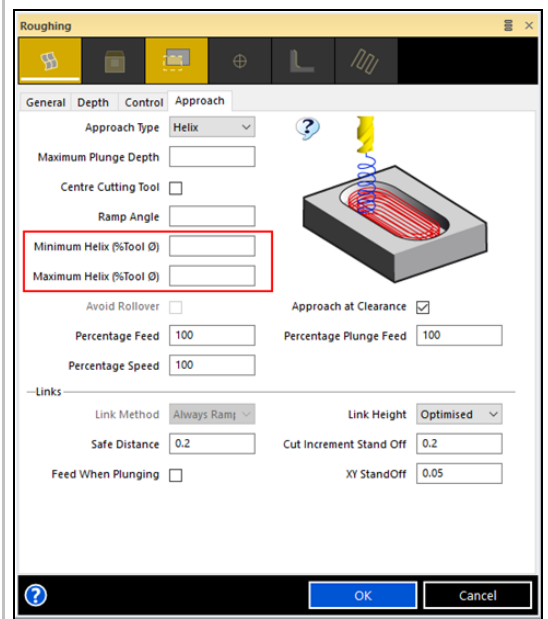 Roughing
General Depth Control Approach
Approach Type Helix
Maximum Plunge Depth
Centre Cutting Tool
Ramp Angle
Minimum Helix (%Tool Ø)
Maximum Helix (%Tool Ø)
Avoid Rollover Approach at Clearance
Percentage Feed 100 Percentage Plunge Feed 100
Percentage Speed 100
Links
Link Method Always Ramp Link Height Optimised
Safe Distance 0.2 Cut Increment Stand Off 0.2
Feed When Plunging XY StandOff 0.05
OK Cancel